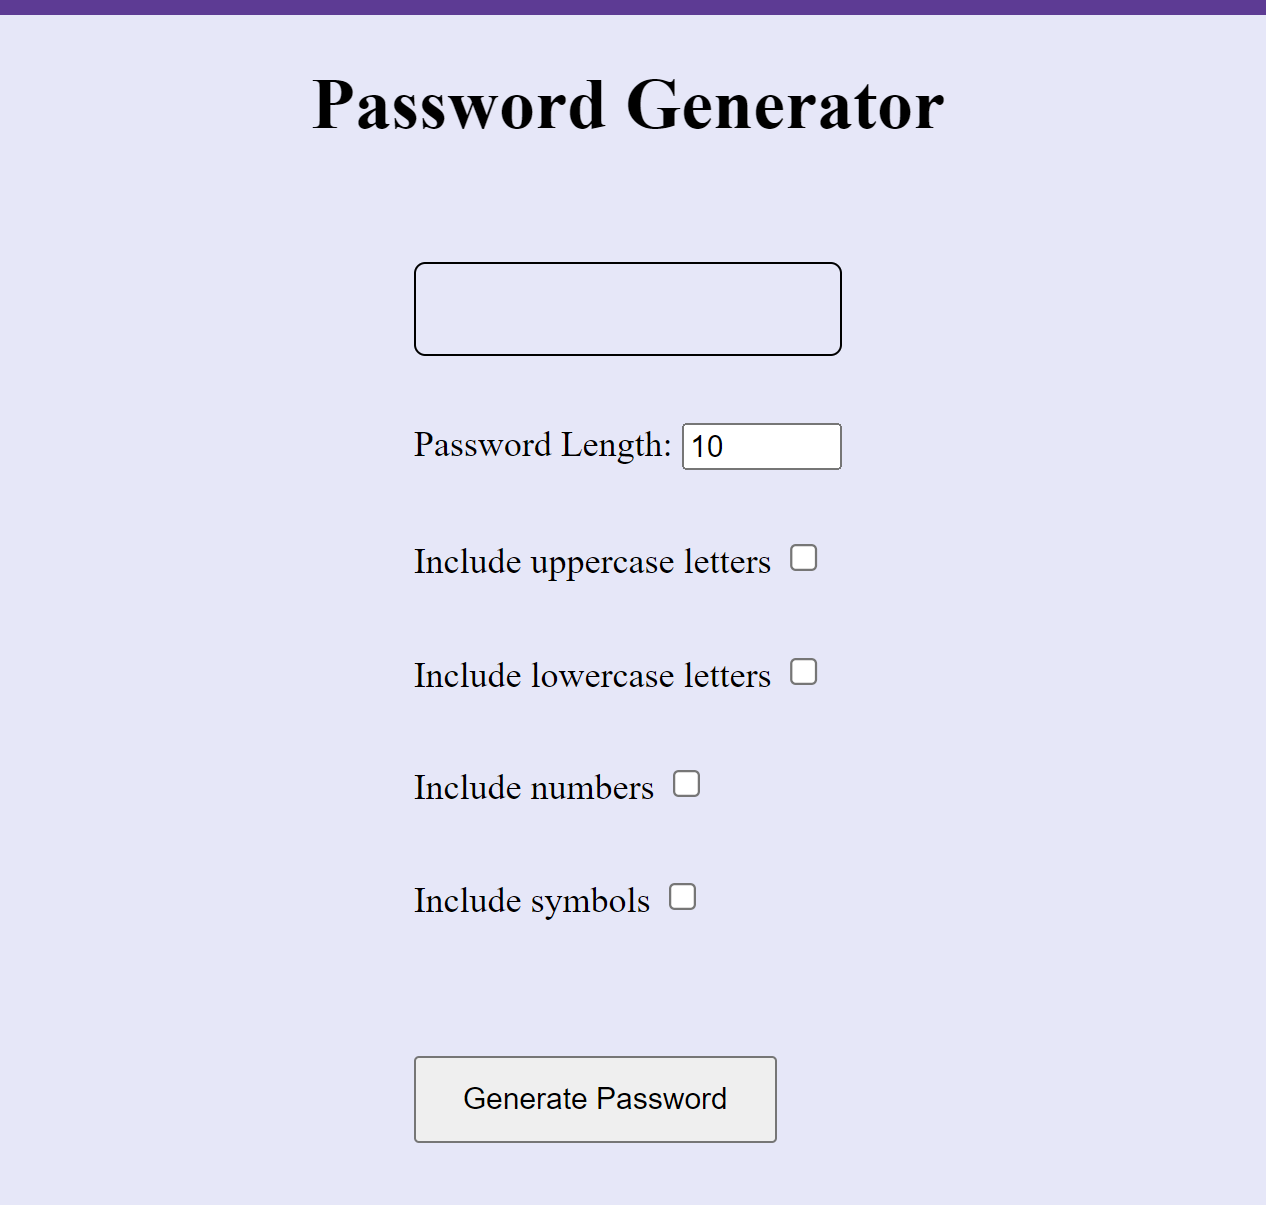 Password Generator
Password Length: 10
Include uppercase letters
Include lowercase letters
Include numbers
Include symbols
Generate Password